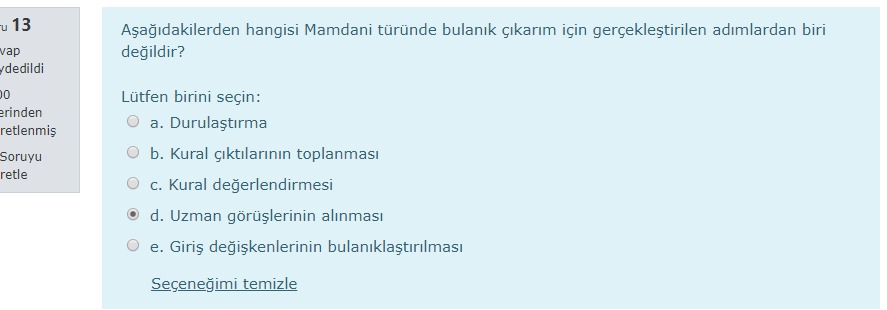 ru 13
vap
ydedildi
00
erinden
retlenmiş
Soruyu
retle
Aşağıdakilerden hangisi Mamdani türünde bulanık çıkarım için gerçekleştirilen adımlardan biri
değildir?
Lütfen birini seçin:
a. Durulaştırma
b. Kural çıktılarının toplanması
c. Kural değerlendirmesi
d. Uzman görüşlerinin alınması
e. Giriş değişkenlerinin bulanıklaştırılması
Seçeneğimi temizle